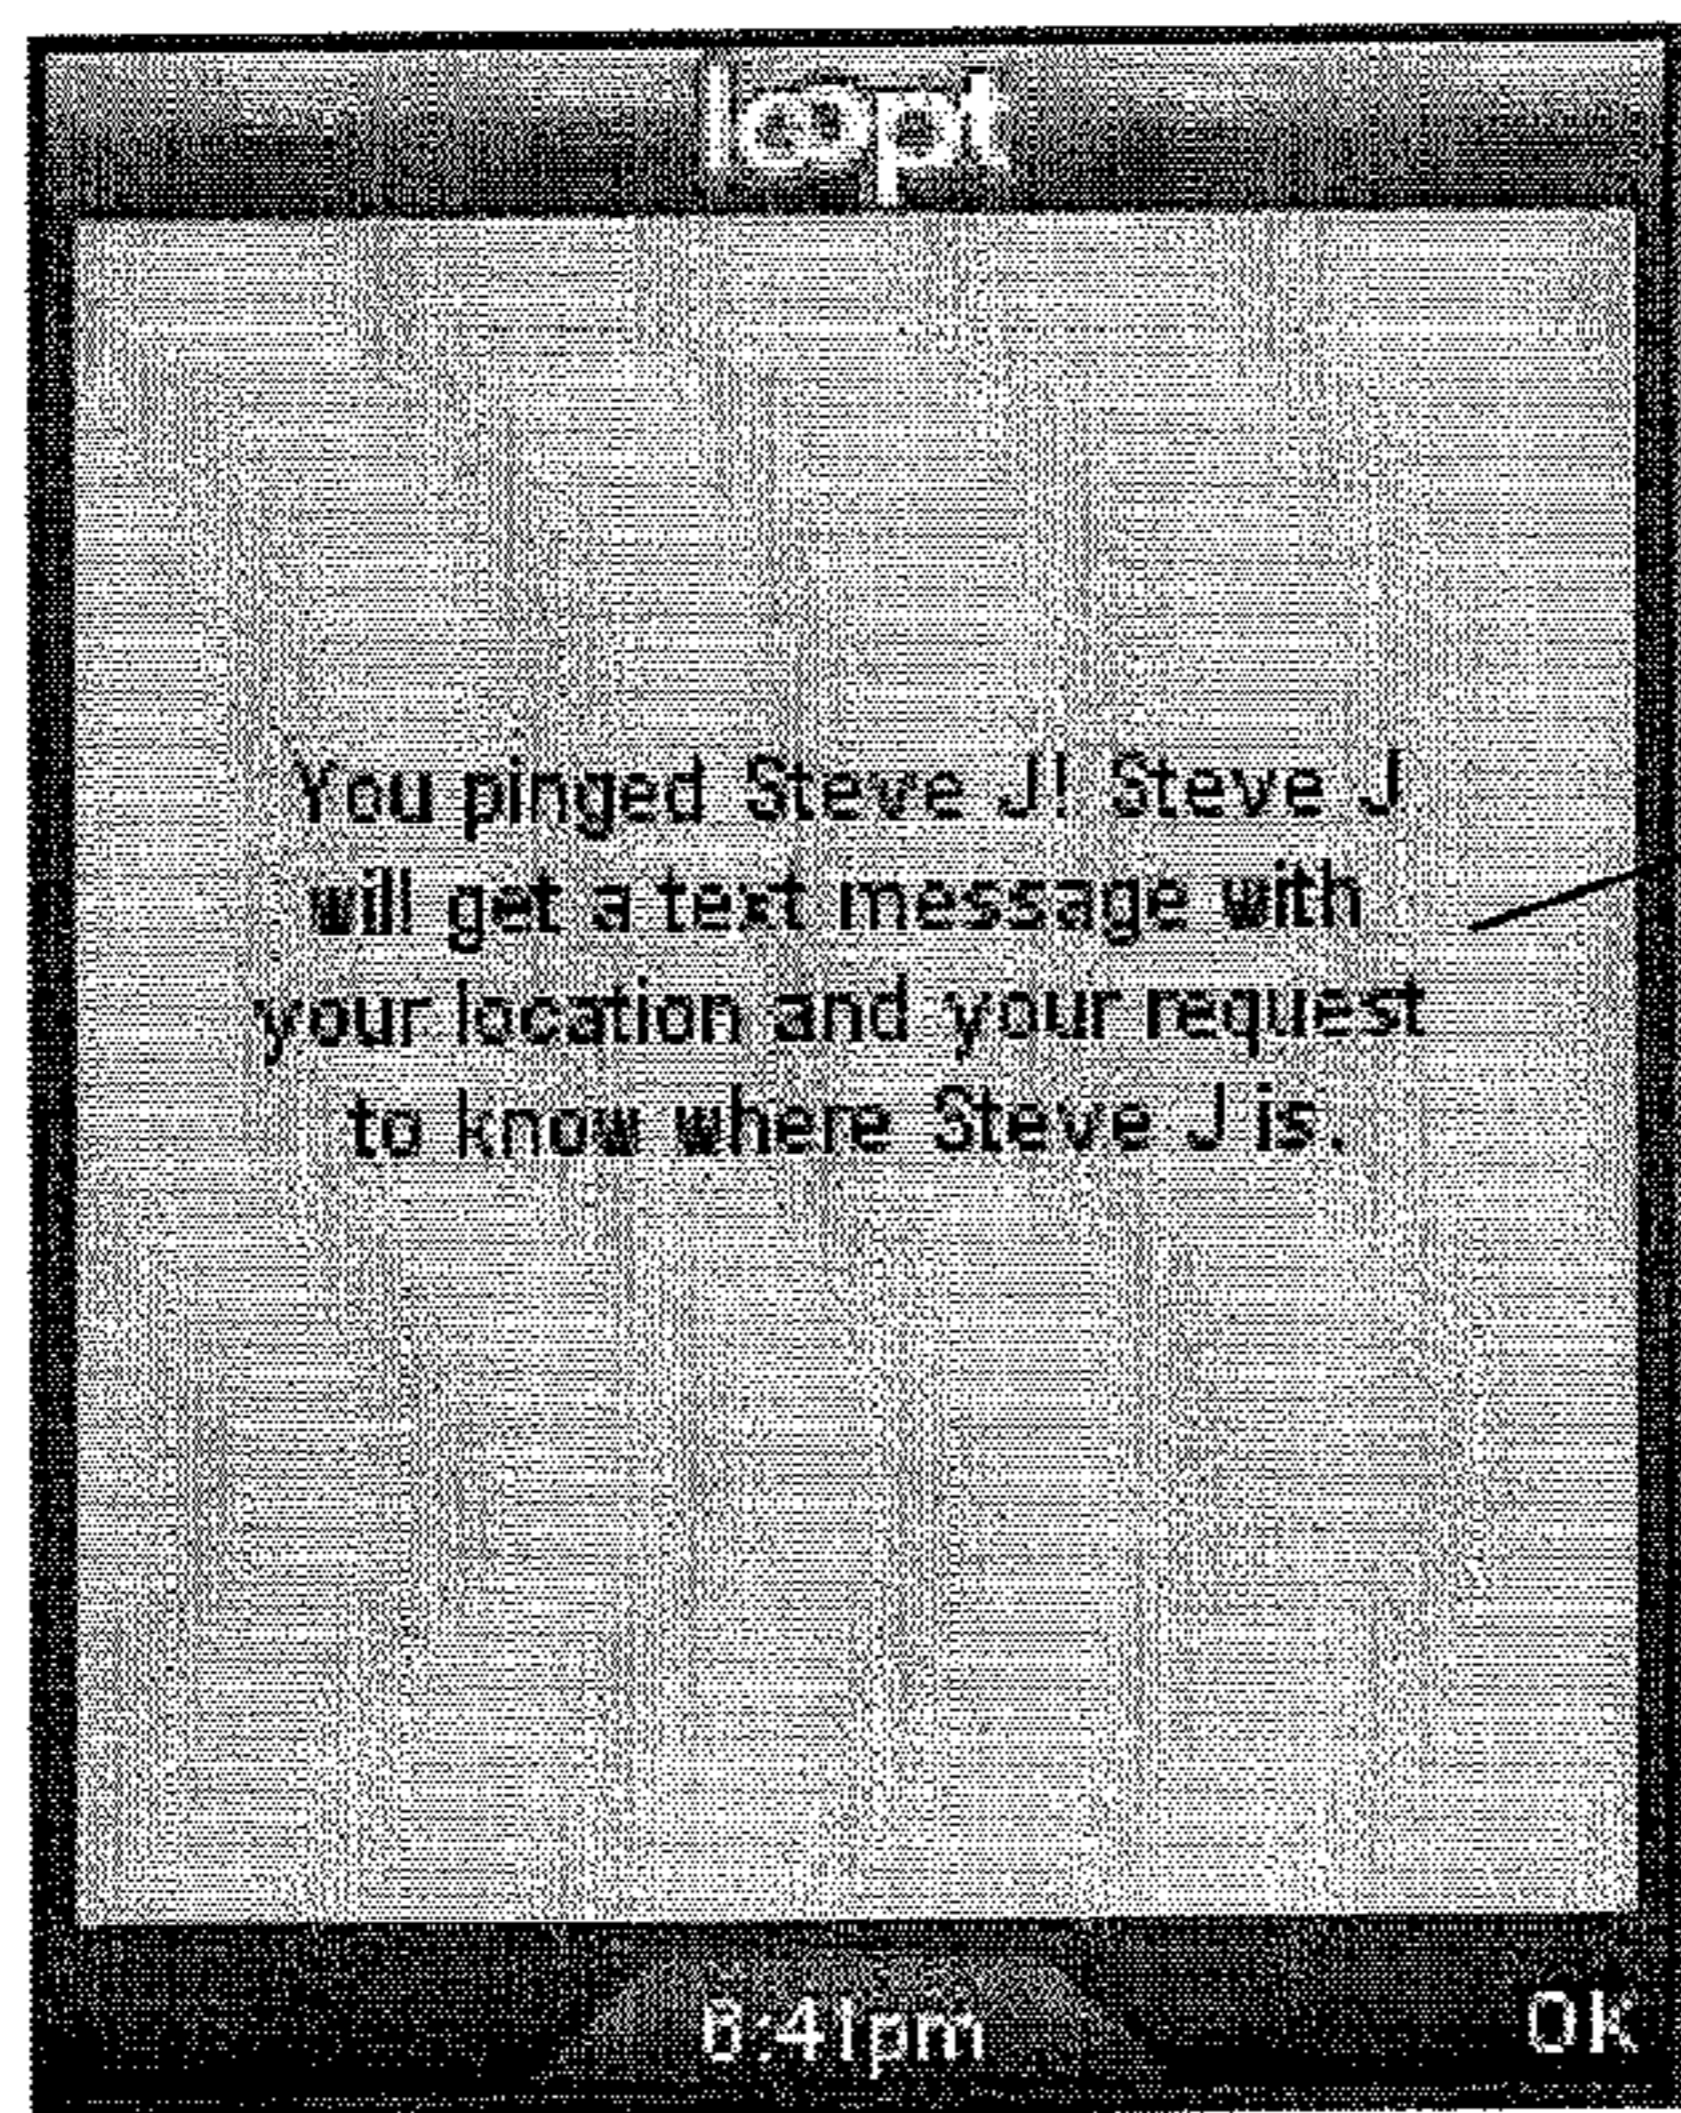 loopt
You pinged Steve J! Steve J
will get a text message with
your location and your request
to know where Steve J is.
6:41pm
OK